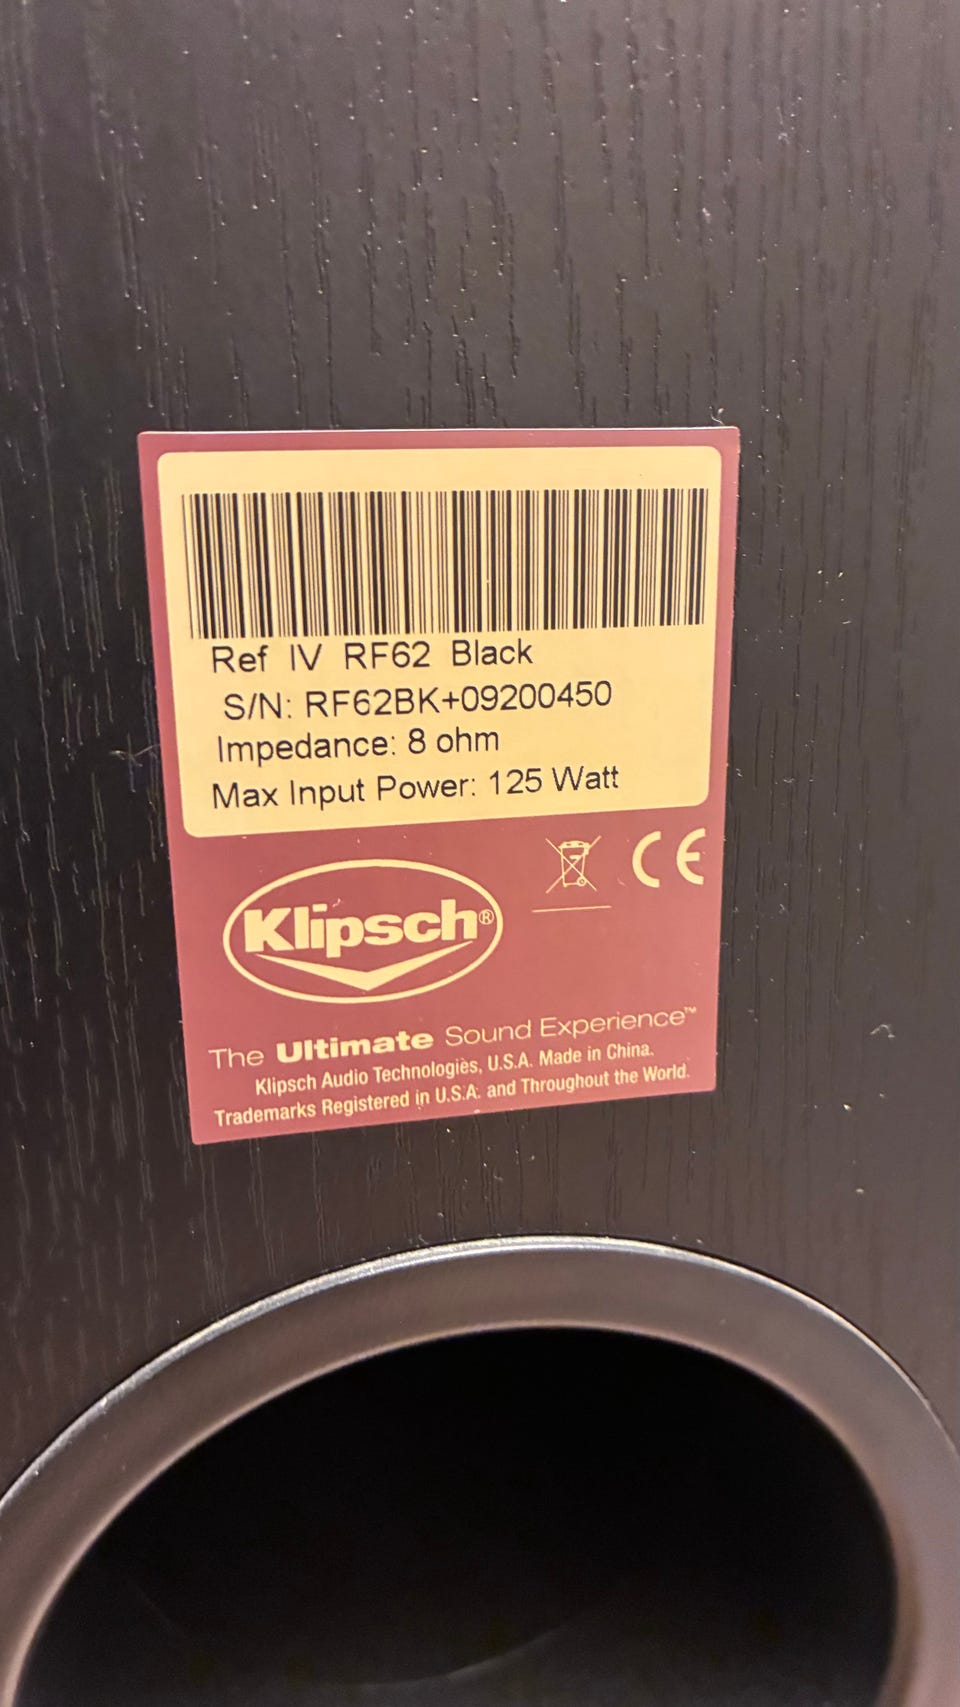 Ref IV RF62 Black
S/N: RF62BK+09200450
Impedance: 8 ohm
Max Input Power: 125 Watt
CE
Klipsch®
The Ultimate Sound Experience™
Klipsch Audio Technologies, U.S.A. Made in China.
Trademarks Registered in U.S.A. and Throughout the World.